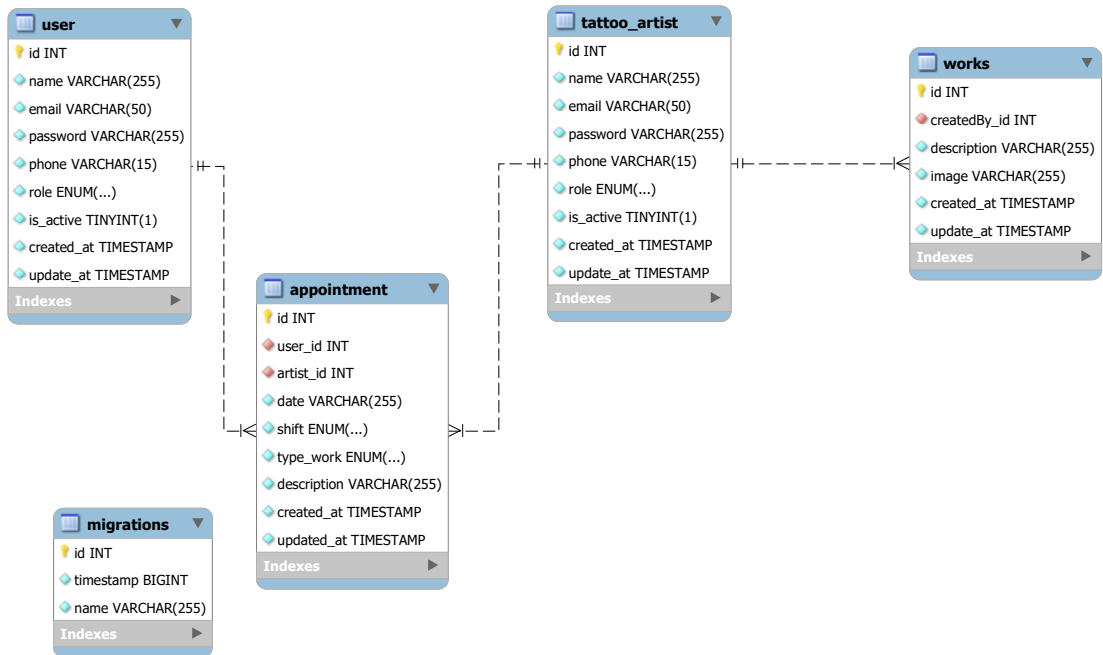 user
id INT
name VARCHAR(255)
email VARCHAR(50)
password VARCHAR(255)
phone VARCHAR(15)
role ENUM(...)
is_active TINYINT(1)
created_at TIMESTAMP
update_at TIMESTAMP
Indexes
tattoo_artist
id INT
name VARCHAR(255)
email VARCHAR(50)
password VARCHAR(255)
phone VARCHAR(15)
role ENUM(...)
is_active TINYINT(1)
created_at TIMESTAMP
update_at TIMESTAMP
Indexes
works
id INT
createdBy_id INT
description VARCHAR(255)
image VARCHAR(255)
created_at TIMESTAMP
update_at TIMESTAMP
Indexes
appointment
id INT
user_id INT
artist_id INT
date VARCHAR(255)
shift ENUM(...)
type_work ENUM(...)
description VARCHAR(255)
created_at TIMESTAMP
updated_at TIMESTAMP
Indexes
migrations
id INT
timestamp BIGINT
name VARCHAR(255)
Indexes